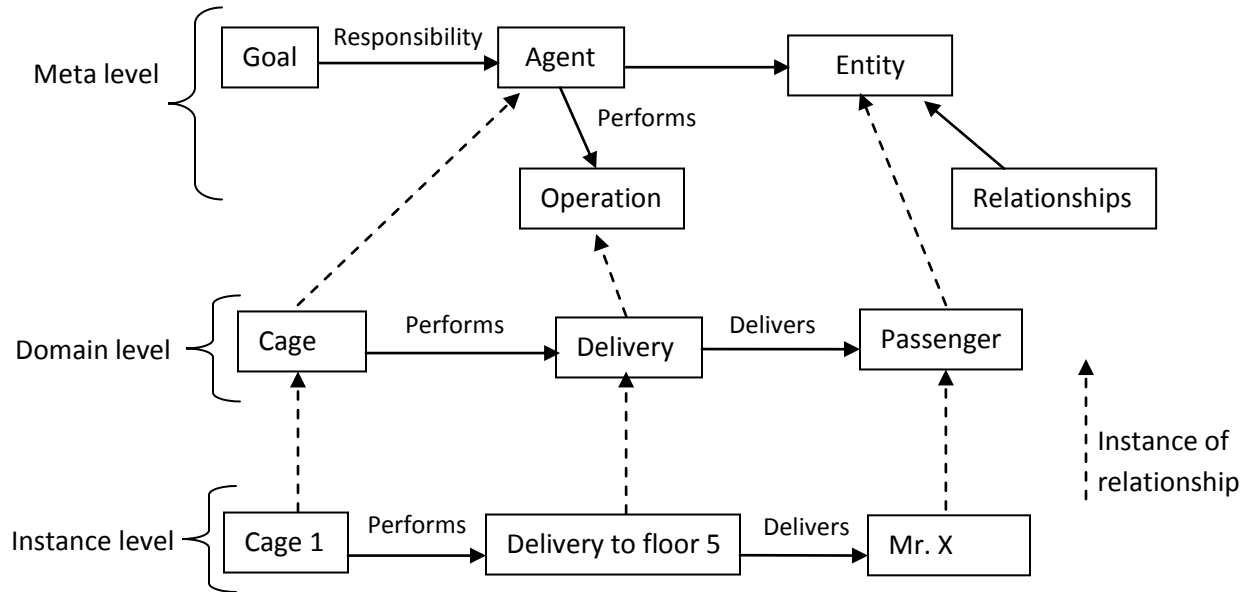 Meta level
Goal
Responsibility
Agent
Entity
Performs
Operation
Relationships
Domain level
Cage
Performs
Delivery
Delivers
Passenger
Instance of
relationship
Instance level
Cage 1
Performs
Delivery to floor 5
Delivers
Mr. X